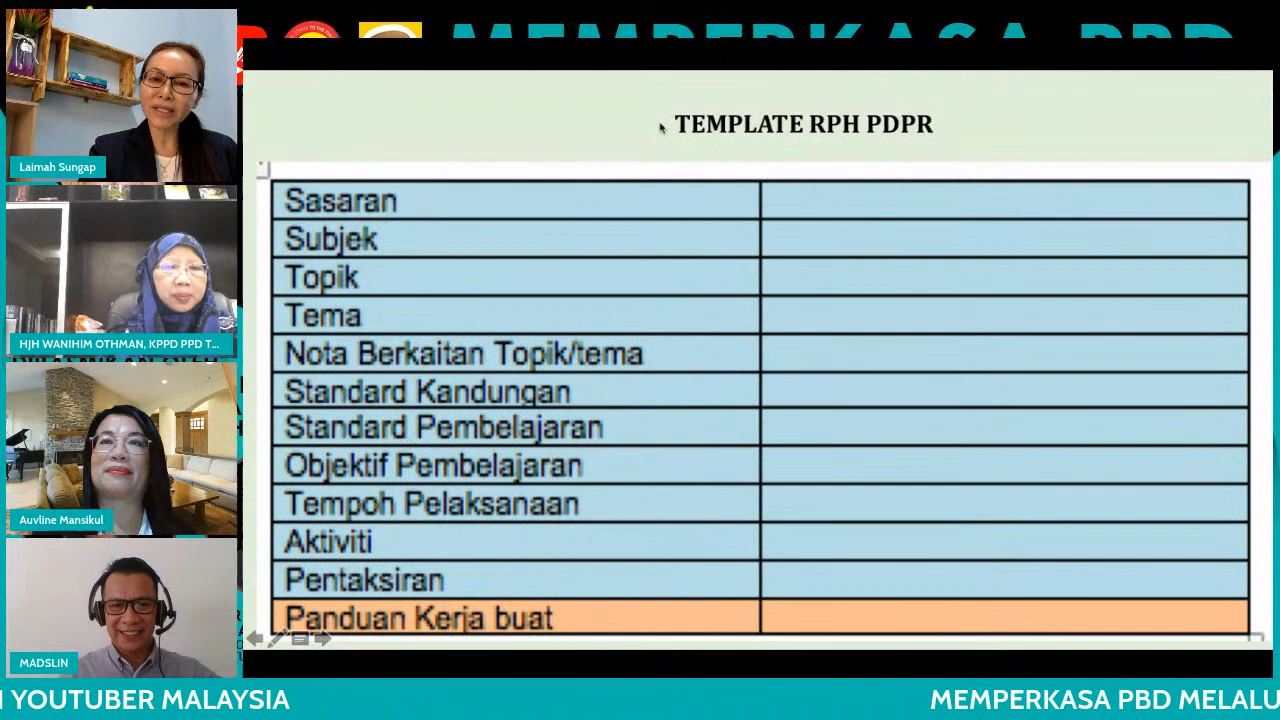 MEMPERKASA PBD
Laimah Sungap
HJH WANIHIM OTHMAN, KPPD PPD T...
Auvline Mansikul
MADSLIN
TEMPLATE RPH PDPR
Sasaran
Subjek
Topik
Tema
Nota Berkaitan Topik/tema
Standard Kandungan
Standard Pembelajaran
Objektif Pembelajaran
Tempoh Pelaksanaan
Aktiviti
Pentaksiran
Panduan Kerja buat
I YOUTUBER MALAYSIA
MEMPERKASA PBD MELALU